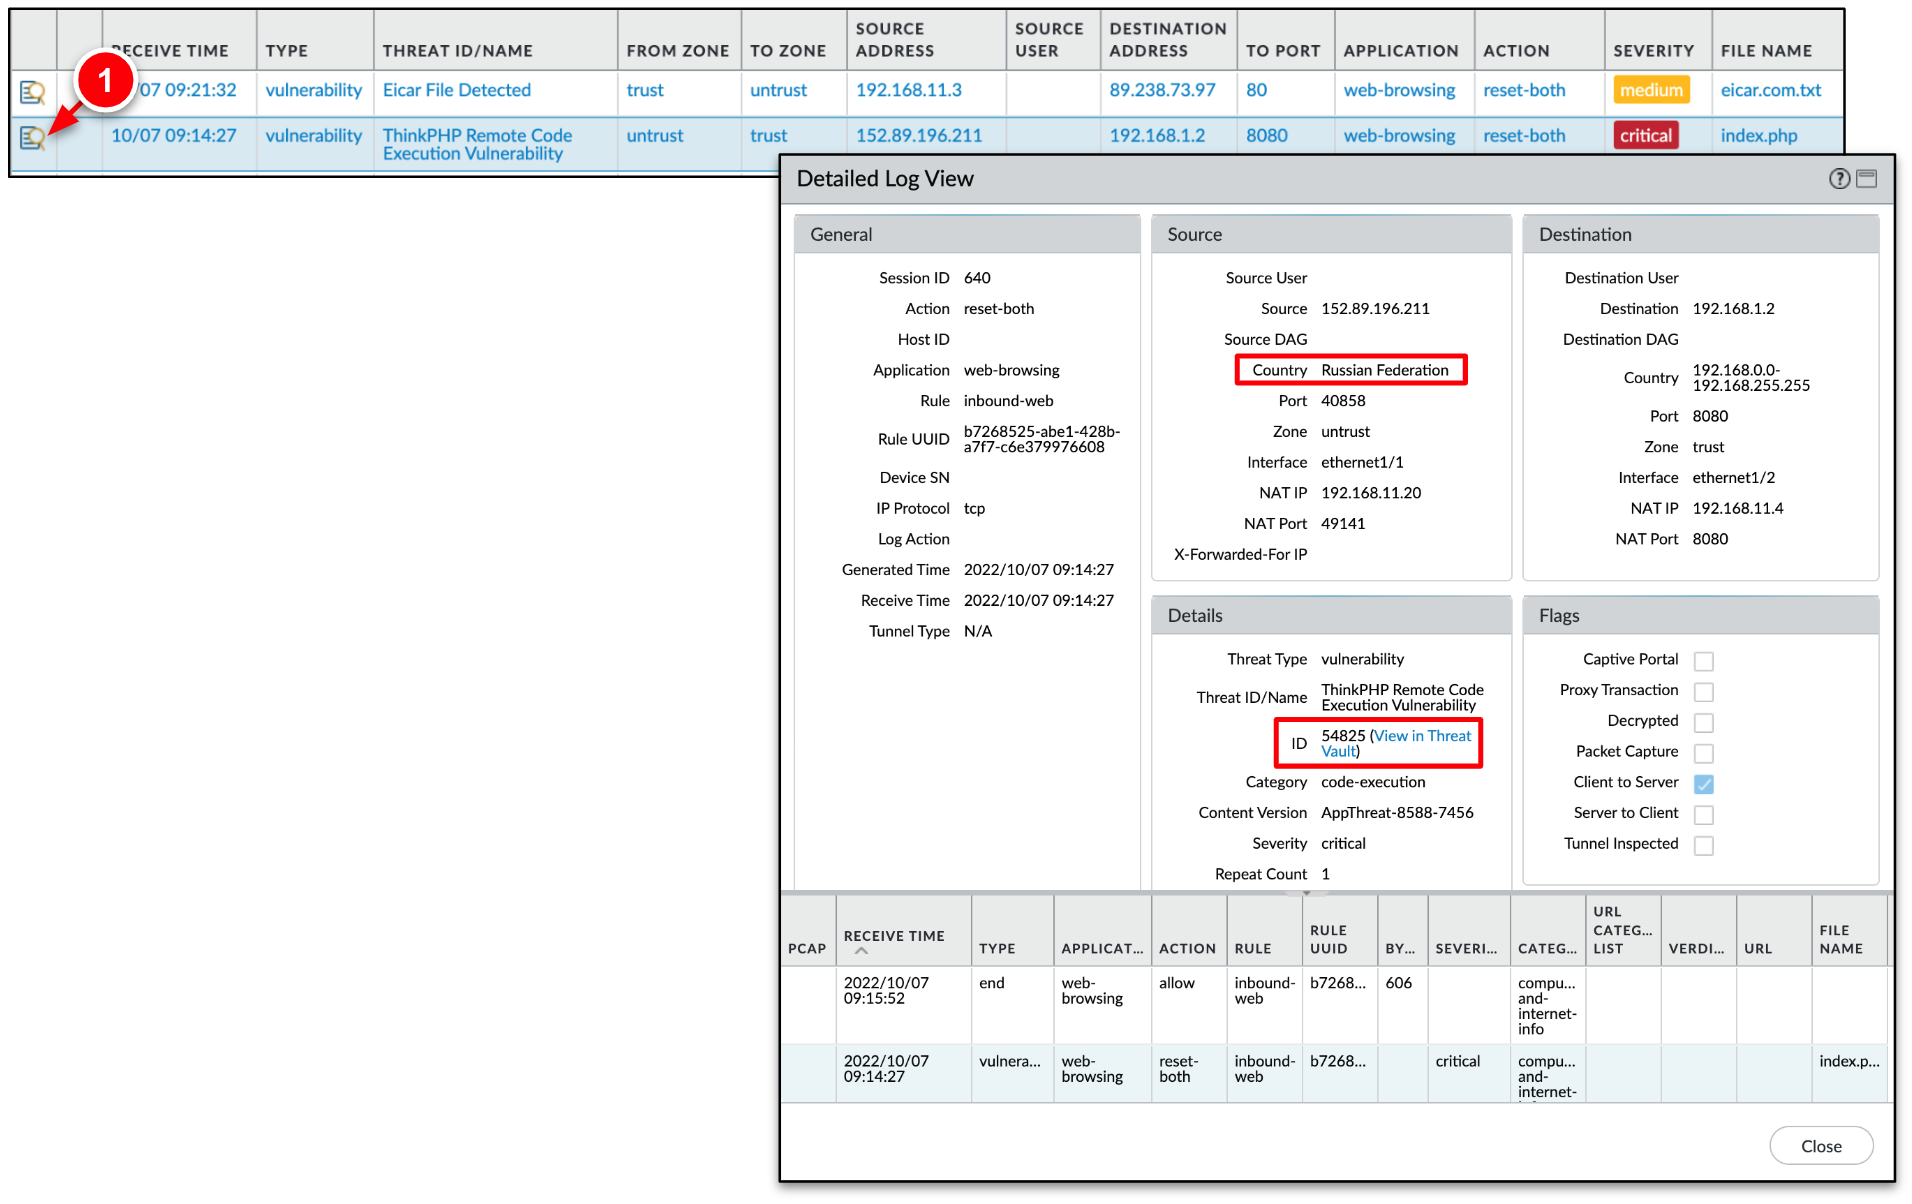 RECEIVE TIME TYPE THREAT ID/NAME FROM ZONE TO ZONE SOURCE ADDRESS SOURCE USER DESTINATION ADDRESS TO PORT APPLICATION ACTION SEVERITY FILE NAME
1
/07 09:21:32 vulnerability Eicar File Detected trust untrust 192.168.11.3 89.238.73.97 80 web-browsing reset-both medium eicar.com.txt
10/07 09:14:27 vulnerability ThinkPHP Remote Code Execution Vulnerability untrust trust 152.89.196.211 192.168.1.2 8080 web-browsing reset-both critical index.php
Detailed Log View
?
General
Session ID 640
Action reset-both
Host ID
Application web-browsing
Rule inbound-web
Rule UUID b7268525-abe1-428b-
a7f7-c6e379976608
Device SN
IP Protocol tcp
Log Action
Generated Time 2022/10/07 09:14:27
Receive Time 2022/10/07 09:14:27
Tunnel Type N/A
Source
Source User
Source 152.89.196.211
Source DAG
Country Russian Federation
Port 40858
Zone untrust
Interface ethernet1/1
NAT IP 192.168.11.20
NAT Port 49141
X-Forwarded-For IP
Destination
Destination User
Destination 192.168.1.2
Destination DAG
Country 192.168.0.0-
192.168.255.255
Port 8080
Zone trust
Interface ethernet1/2
NAT IP 192.168.11.4
NAT Port 8080
Details
Threat Type vulnerability
Threat ID/Name ThinkPHP Remote Code
Execution Vulnerability
ID 54825 (View in Threat
Vault)
Category code-execution
Content Version AppThreat-8588-7456
Severity critical
Repeat Count 1
Flags
Captive Portal
Proxy Transaction
Decrypted
Packet Capture
Client to Server
Server to Client
Tunnel Inspected
PCAP RECEIVE TIME TYPE APPLICAT... ACTION RULE RULE UUID BY... SEVERI... CATEG... URL CATEG... LIST VERDI... URL FILE NAME
2022/10/07 09:15:52 end web-browsing allow inbound-web b7268... 606 compu... and-internet-info
2022/10/07 09:14:27 vulnera... web-browsing reset-both inbound-web b7268... critical compu... and-internet- index.p...
Close